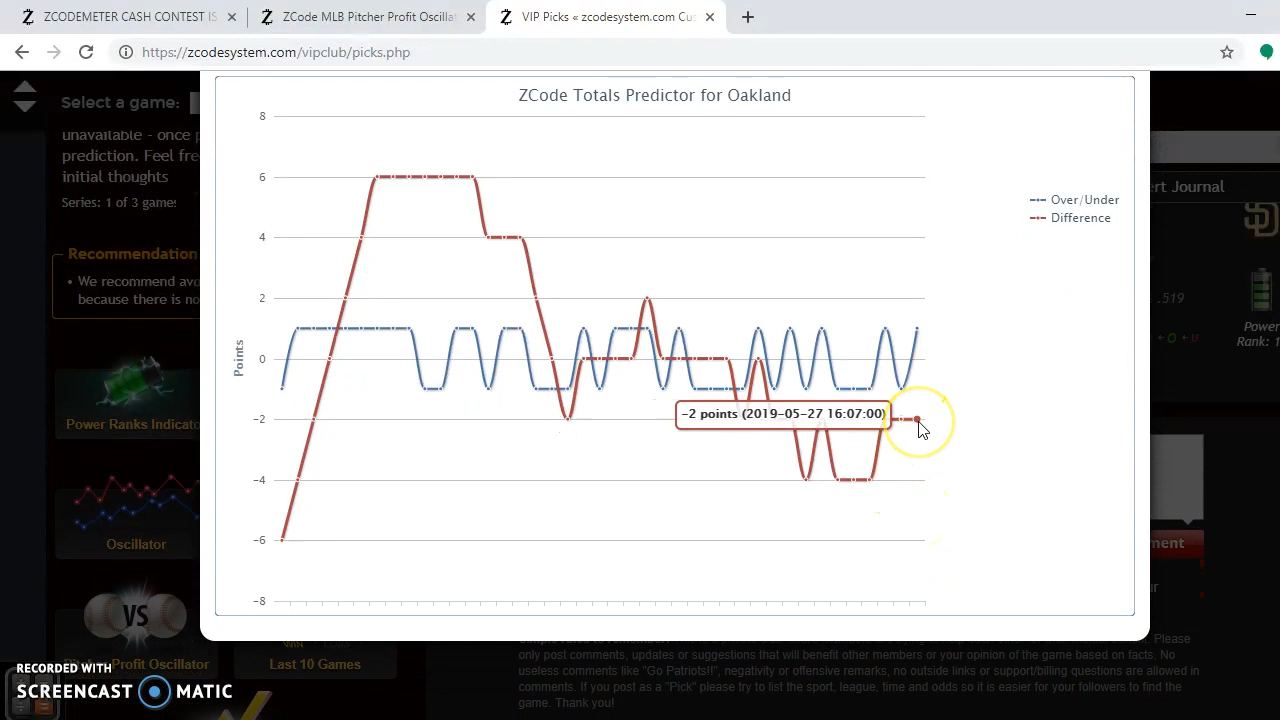 ZCODEMETER CASH CONTEST IS
ZCode MLB Pitcher Profit Oscillat
VIP Picks « zcodesystem.com Cus
https://zcodesystem.com/vipclub/picks.php
Select a game:
unavailable - once
prediction. Feel fre
initial thoughts
Series: 1 of 3 games
Recommendation
• We recommend avo
because there is no
Power Ranks Indicato
Oscillator
VS
Profit Oscillator
Last 10 Games
ZCode Totals Predictor for Oakland
Points
8
6
4
2
0
-2
-4
-6
-8
Over/Under
Difference
-2 points (2019-05-27 16:07:00)
ert Journal
.519
Power
Rank: 1
Please
only post comments, updates or suggestions that will benefit other members or your opinion of the game based on facts. No
useless comments like "Go Patriots!!", negativity or offensive remarks, no outside links or support/billing questions are allowed in
comments. If you post as a "Pick" please try to list the sport, league, time and odds so it is easier for your followers to find the
game. Thank you!
RECORDED WITH
SCREENCAST MATIC